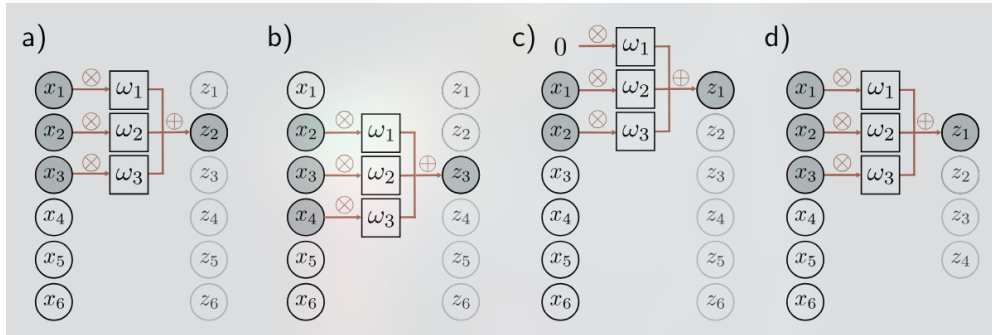 a) b) c) d)
0 ⊗ ω₁
x₁ ⊗ ω₁ z₁ x₁ z₁ x₁ ⊗ ω₂ ⊕ z₁ x₁ ⊗ ω₁
x₂ ⊗ ω₂ ⊕ z₂ x₂ ⊗ ω₁ z₂ x₂ ⊗ ω₃ z₂ x₂ ⊗ ω₂ ⊕ z₁
x₃ ⊗ ω₃ z₃ x₃ ⊗ ω₂ ⊕ z₃ x₃ z₃ x₃ ⊗ ω₃ z₂
x₄ z₄ x₄ ⊗ ω₃ z₄ x₄ z₄ x₄ z₃
x₅ z₅ x₅ z₅ x₅ z₅ x₅ z₄
x₆ z₆ x₆ z₆ x₆ z₆ x₆